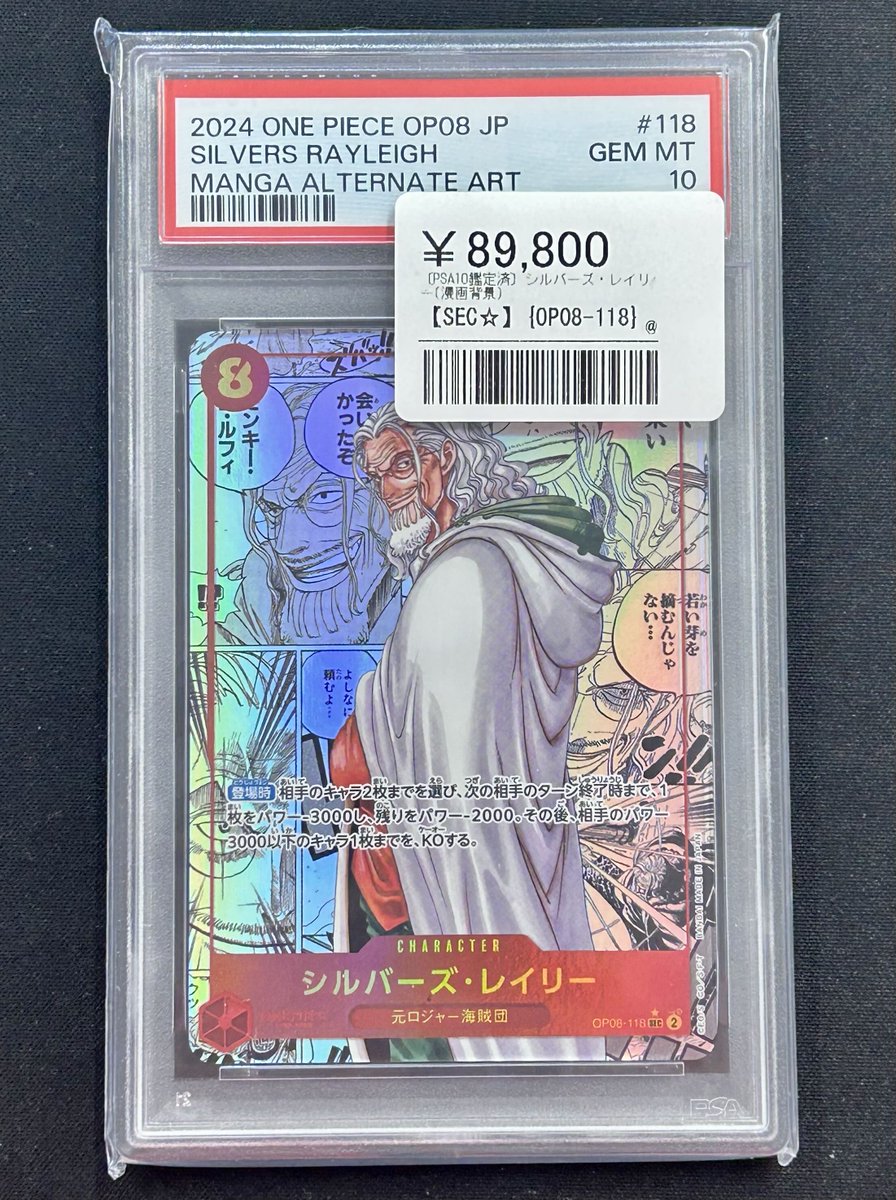 2024 ONE PIECE OP08 JP #118
SILVERS RAYLEIGH GEM MT
MANGA ALTERNATE ART 10
¥89,800
〔PSA10鑑定済〕シルバーズ・レイリ
ー(漫画背景)
【SEC☆】{OP08-118} @
8
ンキー・
・ルフィ
会い
かったぞ
若い芽を
摘むんじゃ
ない…
よしなに
頼むよ…
登場時 相手のキャラ2枚までを選び、次の相手のターン終了時まで、1
枚をパワー-3000し、残りをパワー-2000。その後、相手のパワー
3000以下のキャラ1枚までを、KOする。
CHARACTER
シルバーズ・レイリー
元ロジャー海賊団
OP08-118 SEC 2
BANDAI MADE IN JAPAN
PSA